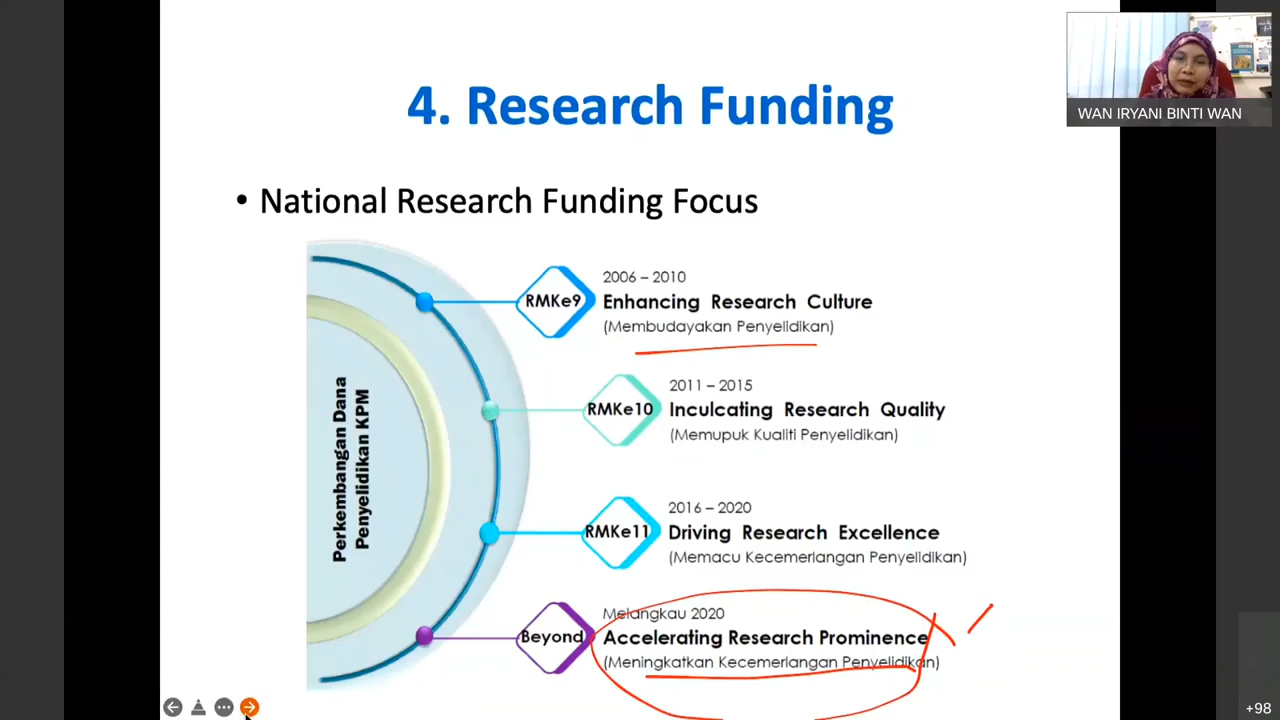 4. Research Funding
WAN IRYANI BINTI WAN
• National Research Funding Focus
Perkembangan Dana
Penyelidikan KPM
RMKe9
2006 – 2010
Enhancing Research Culture
(Membudayakan Penyelidikan)
RMKe10
2011 – 2015
Inculcating Research Quality
(Memupuk Kualiti Penyelidikan)
RMKe11
2016 – 2020
Driving Research Excellence
(Memacu Kecemerlangan Penyelidikan)
Beyond
Melangkau 2020
Accelerating Research Prominence
(Meningkatkan Kecemerlangan Penyelidikan)
+98